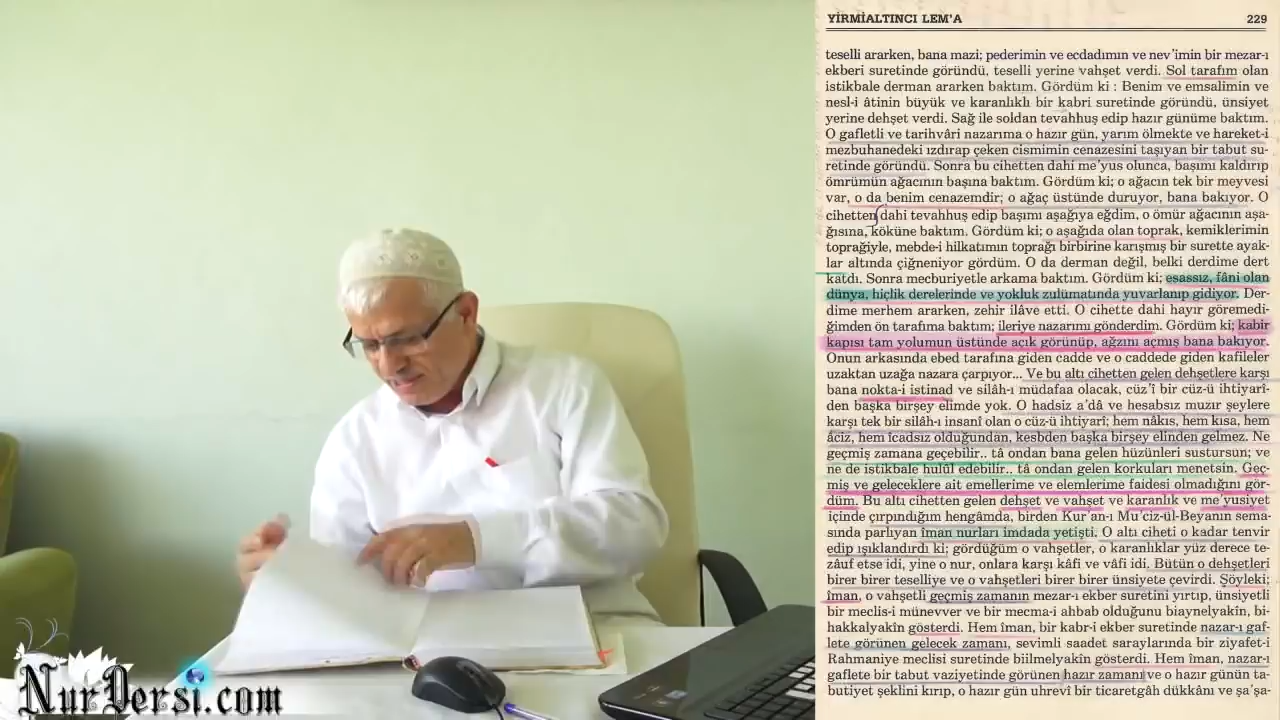 YİRMİALTINCI LEM'A 229
teselli ararken, bana mazi; pederimin ve ecdadımın ve nev'imin bir mezar-ı
ekberi suretinde göründü, teselli yerine vahşet verdi. Sol tarafım olan
istikbale derman ararken baktım. Gördüm ki : Benim ve emsalimin ve
nesl-i âtinin büyük ve karanlıklı bir kabri suretinde göründü, ünsiyet
yerine dehşet verdi. Sağ ile soldan tevahhuş edip hazır günüme baktım.
O gafletli ve tarihvâri nazarıma o hazır gün, yarım ölmekte ve hareket-i
mezbuhanedeki ızdırap çeken cismimin cenazesini taşıyan bir tabut su-
retinde göründü. Sonra bu cihetten dahi me'yus olunca, başımı kaldırıp
ömrümün ağacının başına baktım. Gördüm ki; o ağacın tek bir meyvesi
var, o da benim cenazemdir; o ağaç üstünde duruyor, bana bakıyor. O
cihetten dahi tevahhuş edip başımı aşağıya eğdim, o ömür ağacının aşa-
ğısına, köküne baktım. Gördüm ki; o aşağıda olan toprak, kemiklerimin
toprağiyle, mebde-i hilkatımın toprağı birbirine karışmış bir surette ayak-
lar altında çiğneniyor gördüm. O da derman değil, belki derdime dert
katdı. Sonra mecburiyetle arkama baktım. Gördüm ki; esassız, fâni olan
dünya, hiçlik derelerinde ve yokluk zulümatında yuvarlanıp gidiyor. Der-
dime merhem ararken, zehir ilâve etti. O cihette dahi hayır göremedi-
ğimden ön tarafıma baktım; ileriye nazarımı gönderdim. Gördüm ki; kabir
kapısı tam yolumun üstünde açık görünüp, ağzını açmış bana bakıyor.
Onun arkasında ebed tarafına giden cadde ve o caddede giden kafileler
uzaktan uzağa nazara çarpıyor... Ve bu altı cihetten gelen dehşetlere karşı
bana nokta-i istinad ve silâh-ı müdafaa olacak, cüz'î bir cüz-ü ihtiyarî-
den başka birşey elimde yok. O hadsiz a'dâ ve hesabsız muzır şeylere
karşı tek bir silâh-ı insanî olan o cüz-ü ihtiyarî; hem nâkıs, hem kısa, hem
âciz, hem icadsız olduğundan, kesbden başka birşey elinden gelmez. Ne
geçmiş zamana geçebilir.. tâ ondan bana gelen hüzünleri sustursun; ve
ne de istikbale hulûl edebilir.. tâ ondan gelen korkuları menetsin. Geç-
miş ve geleceklere ait emellerime ve elemlerime faidesi olmadığını gör-
düm. Bu altı cihetten gelen dehşet ve vahşet ve karanlık ve me'yusiyet
içinde çırpındığım hengâmda, birden Kur'an-ı Mu'ciz-ül-Beyanın sema-
sında parlıyan îman nurları imdada yetişti. O altı ciheti o kadar tenvir
edip ışıklandırdı ki; gördüğüm o vahşetler, o karanlıklar yüz derece te-
zâuf etse idi, yine o nur, onlara karşı kâfi ve vâfi idi. Bütün o dehşetleri
birer birer teselliye ve o vahşetleri birer birer ünsiyete çevirdi. Şöyleki;
îman, o vahşetli geçmiş zamanın mezar-ı ekber suretini yırtıp, ünsiyetli
bir meclis-i münevver ve bir mecma-i ahbab olduğunu biaynelyakîn, bi-
hakkalyakîn gösterdi. Hem îman, bir kabr-i ekber suretinde nazar-ı gaf-
lete görünen gelecek zamanı, sevimli saadet saraylarında bir ziyafet-i
Rahmaniye meclisi suretinde biilmelyakîn gösterdi. Hem îman, nazar-ı
gaflete bir tabut vaziyetinde görünen hazır zamanı ve o hazır günün ta-
butiyet şeklini kırıp, o hazır gün uhrevî bir ticaretgâh dükkânı ve şa'şa-
NurDersi.com